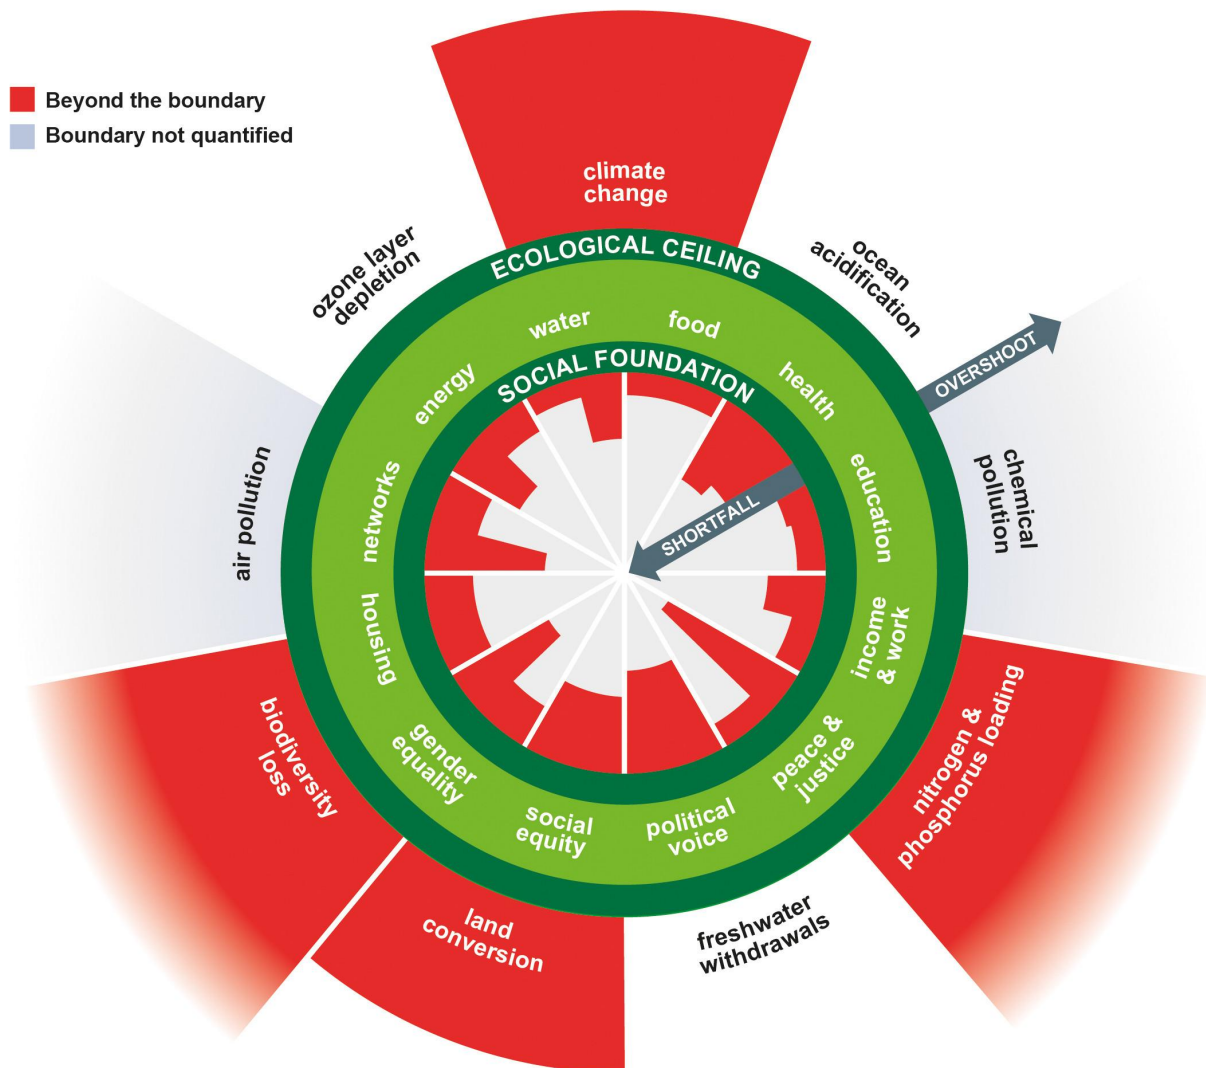 Beyond the boundary
Boundary not quantified
climate
change
ozone layer
depletion
ocean
acidification
ECOLOGICAL CEILING
water
food
energy
health
SOCIAL FOUNDATION
OVERSHOOT
SHORTFALL
networks
education
air pollution
chemical
pollution
housing
income
& work
gender
equality
peace &
justice
social
equity
political
voice
biodiversity
loss
nitrogen &
phosphorus loading
land
conversion
freshwater
withdrawals